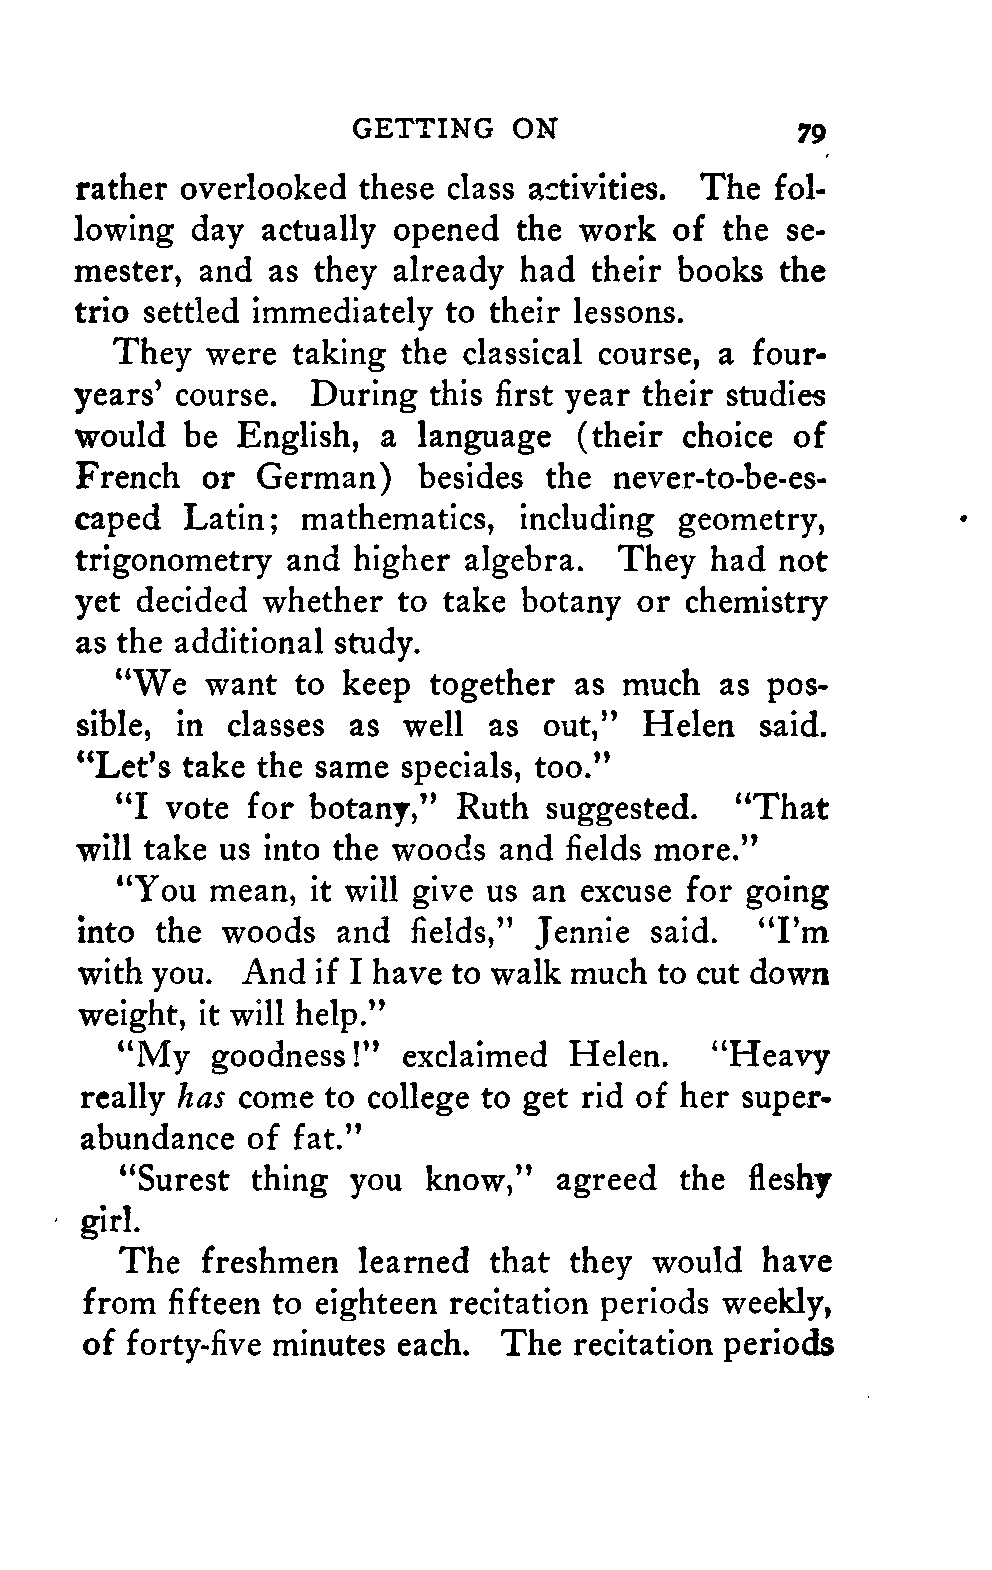 GETTING ON 79
rather overlooked these class activities. The fol-
lowing day actually opened the work of the se-
mester, and as they already had their books the
trio settled immediately to their lessons.
They were taking the classical course, a four-
years' course. During this first year their studies
would be English, a language (their choice of
French or German) besides the never-to-be-es-
caped Latin; mathematics, including geometry,
trigonometry and higher algebra. They had not
yet decided whether to take botany or chemistry
as the additional study.
“We want to keep together as much as pos-
sible, in classes as well as out,” Helen said.
“Let's take the same specials, too.”
“I vote for botany,” Ruth suggested. “That
will take us into the woods and fields more.”
“You mean, it will give us an excuse for going
into the woods and fields,” Jennie said. “I'm
with you. And if I have to walk much to cut down
weight, it will help.”
“My goodness!” exclaimed Helen. “Heavy
really has come to college to get rid of her super-
abundance of fat.”
“Surest thing you know,” agreed the fleshy
girl.
The freshmen learned that they would have
from fifteen to eighteen recitation periods weekly,
of forty-five minutes each. The recitation periods